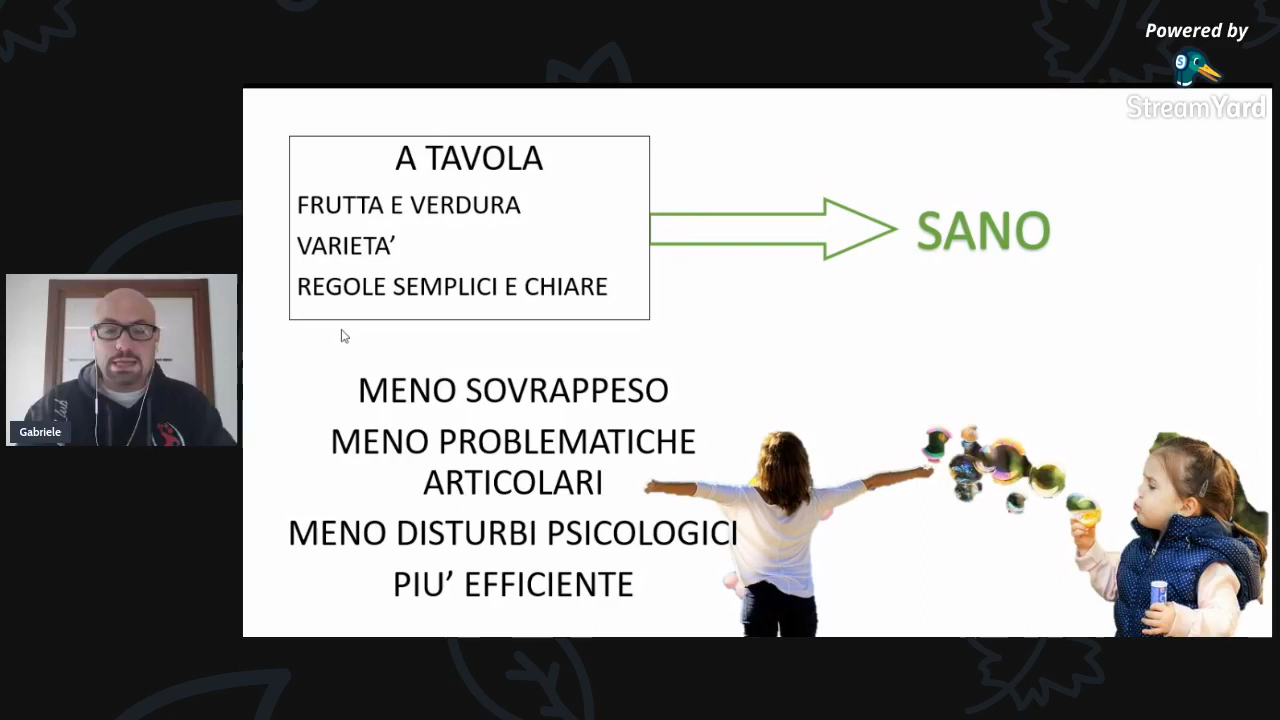 Powered by
StreamYard
A TAVOLA
FRUTTA E VERDURA
VARIETA’
REGOLE SEMPLICI E CHIARE
SANO
MENO SOVRAPPESO
MENO PROBLEMATICHE
ARTICOLARI
MENO DISTURBI PSICOLOGICI
PIU’ EFFICIENTE
Gabriele